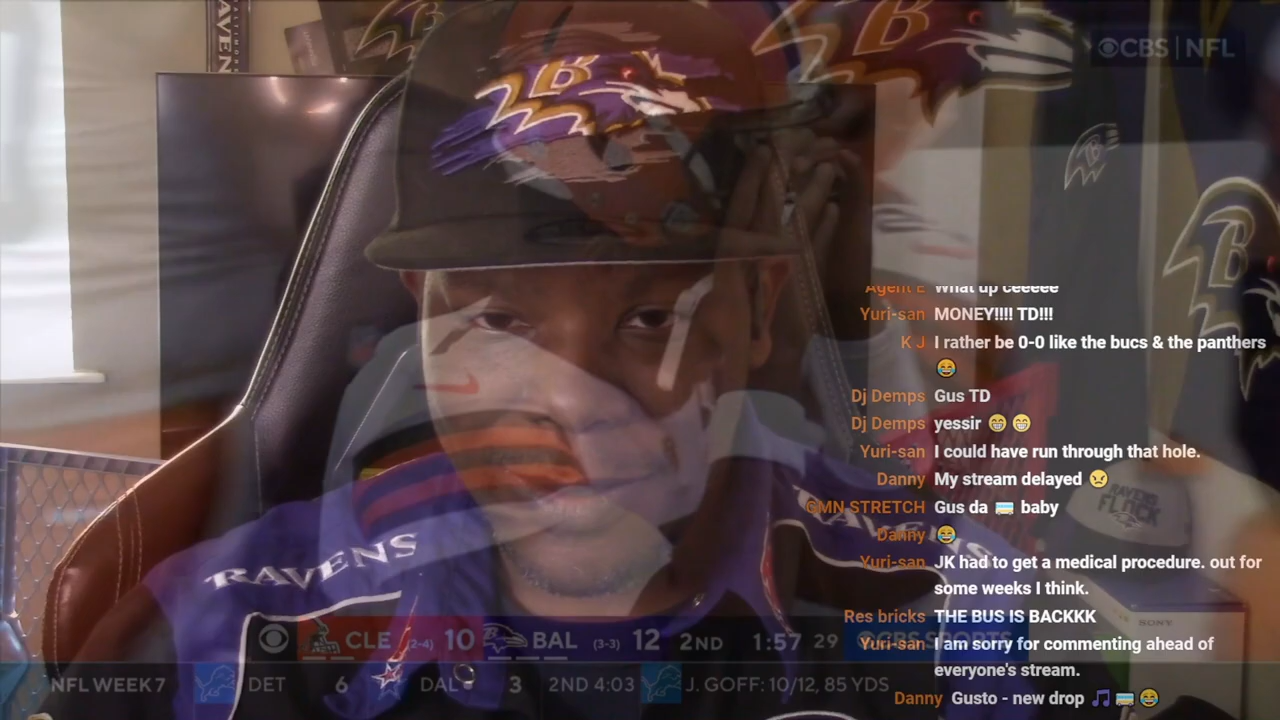 RAVEN
CBS | NFL
Agent E What up ceeeee
Yuri-san MONEY!!!! TD!!!
K J I rather be 0-0 like the bucs & the panthers
😂
Dj Demps Gus TD
Dj Demps yessir 😁 😁
Yuri-san I could have run through that hole.
Danny My stream delayed 😠
GMN STRETCH Gus da 🚍 baby
Danny 😂
Yuri-san JK had to get a medical procedure. out for
some weeks I think.
Res bricks THE BUS IS BACKKK
Yuri-san I am sorry for commenting ahead of
everyone's stream.
Danny Gusto - new drop 🎵 🚍 😂
RAVENS
FLOCK
RAVENS
RAVENS
SONY
CLE (2-4) 10 BAL (3-3) 12 2ND 1:57 29 CBS SPORTS
NFL WEEK 7 DET 6 DAL 3 2ND 4:03 J. GOFF: 10/12, 85 YDS